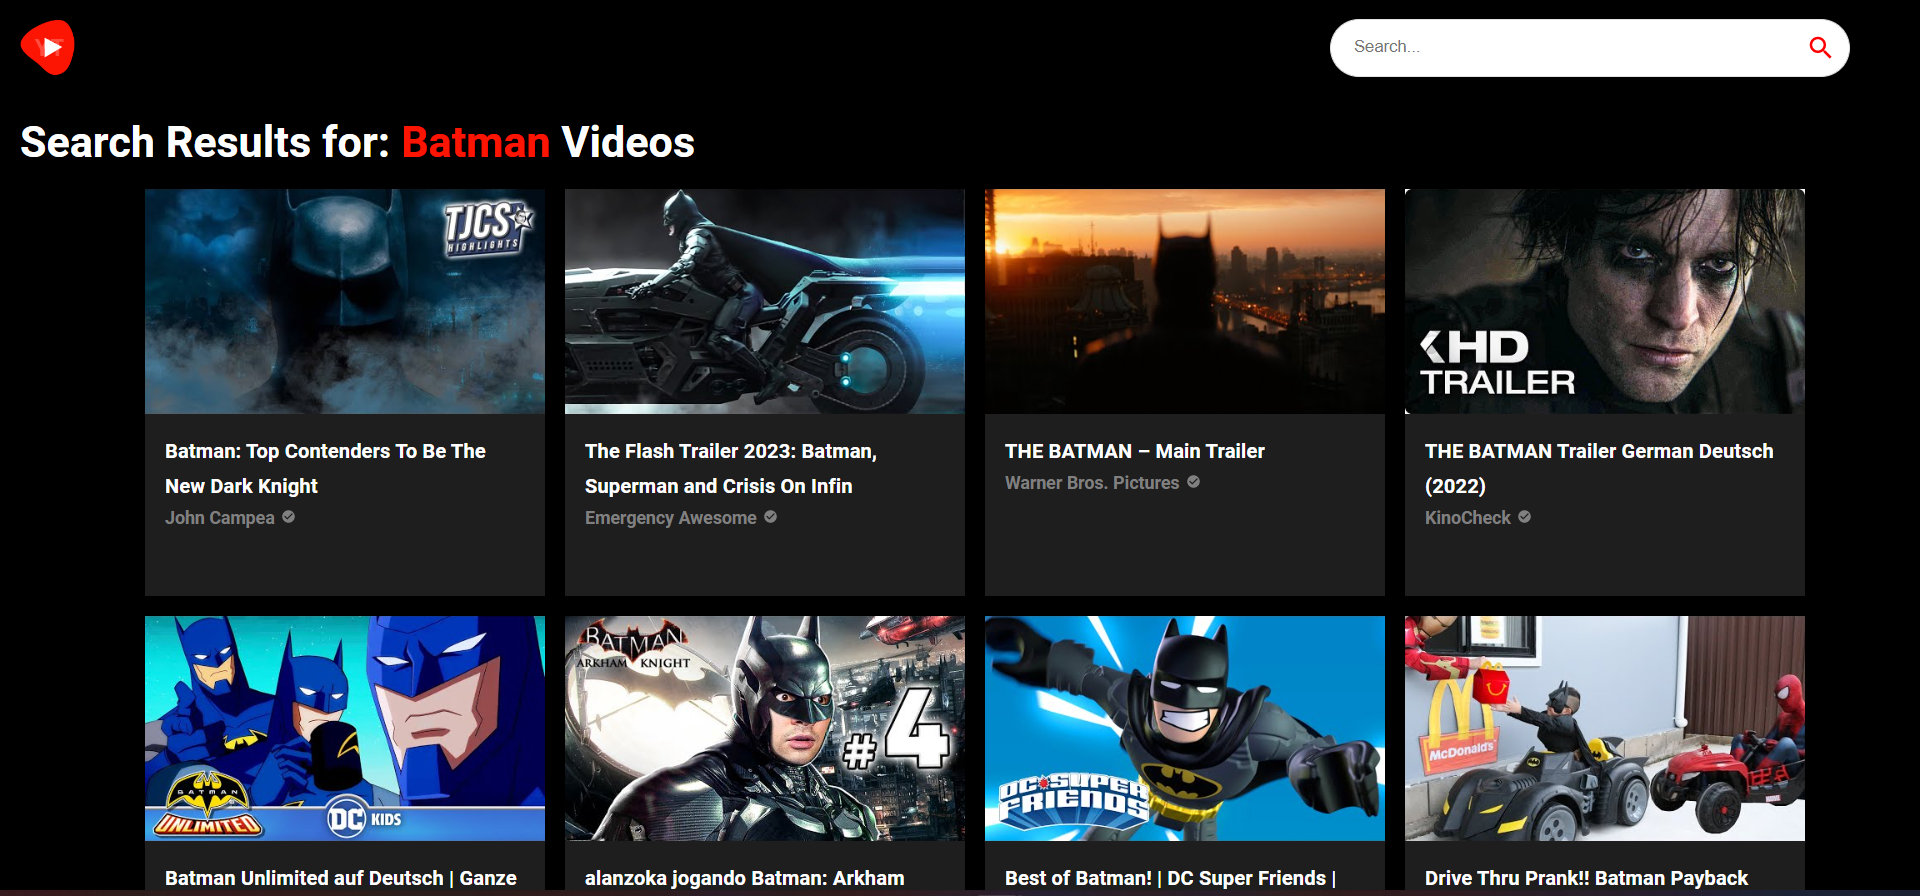 YT
Search...
Search Results for: Batman Videos
TJCS
HIGHLIGHTS
KHD
TRAILER
Batman: Top Contenders To Be The
New Dark Knight
John Campea
The Flash Trailer 2023: Batman,
Superman and Crisis On Infin
Emergency Awesome
THE BATMAN – Main Trailer
Warner Bros. Pictures
THE BATMAN Trailer German Deutsch
(2022)
KinoCheck
BATMAN
UNLIMITED
DC KIDS
BATMAN
ARKHAM KNIGHT
#4
DC SUPER
FRIENDS
McDonald's
Batman Unlimited auf Deutsch | Ganze
alanzoka jogando Batman: Arkham
Best of Batman! | DC Super Friends |
Drive Thru Prank!! Batman Payback